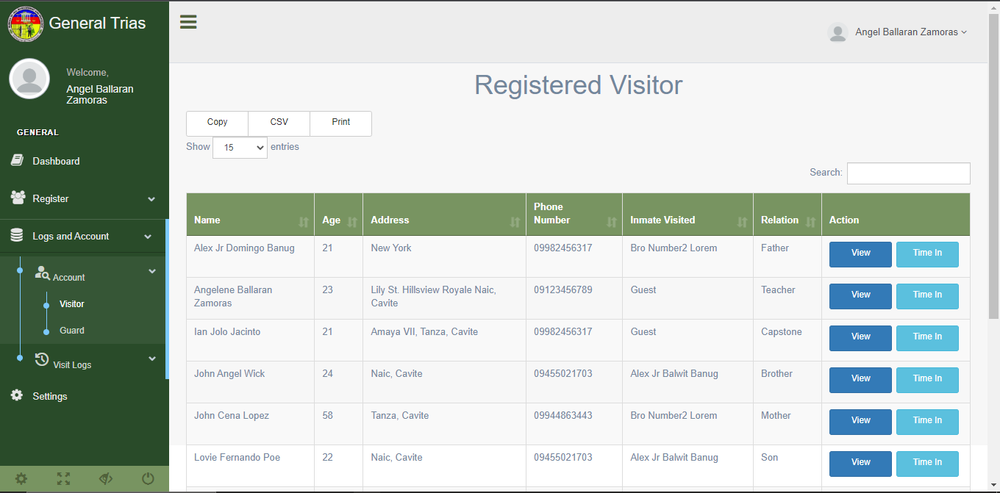 General Trias
Welcome,
Angel Ballaran
Zamoras
GENERAL
Dashboard
Register
Logs and Account
Account
Visitor
Guard
Visit Logs
Settings
Angel Ballaran Zamoras
Registered Visitor
Copy CSV Print
Show 15 entries
Search:
Name Age Address Phone Number Inmate Visited Relation Action
Alex Jr Domingo Banug 21 New York 09982456317 Bro Number2 Lorem Father View Time In
Angelene Ballaran Zamoras 23 Lily St. Hillsview Royale Naic, Cavite 09123456789 Guest Teacher View Time In
Ian Jolo Jacinto 21 Amaya VII, Tanza, Cavite 09982456317 Guest Capstone View Time In
John Angel Wick 24 Naic, Cavite 09455021703 Alex Jr Balwit Banug Brother View Time In
John Cena Lopez 58 Tanza, Cavite 09944863443 Bro Number2 Lorem Mother View Time In
Lovie Fernando Poe 22 Naic, Cavite 09455021703 Alex Jr Balwit Banug Son View Time In